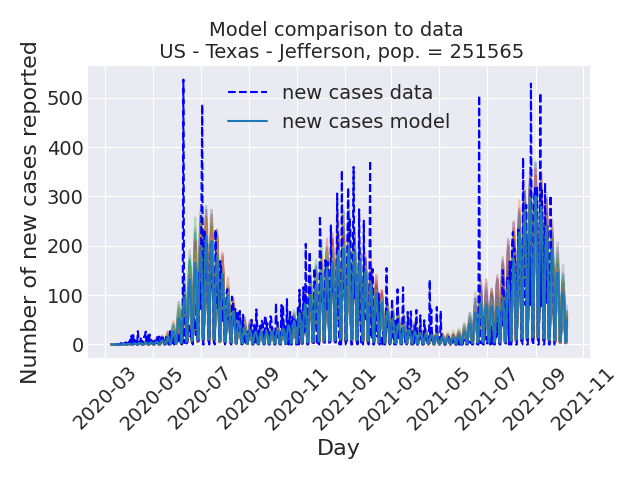 Model comparison to data
US - Texas - Jefferson, pop. = 251565
new cases data
new cases model
Number of new cases reported
500
400
300
200
100
0
2020-03
2020-05
2020-07
2020-09
2020-11
2021-01
2021-03
2021-05
2021-07
2021-09
2021-11
Day